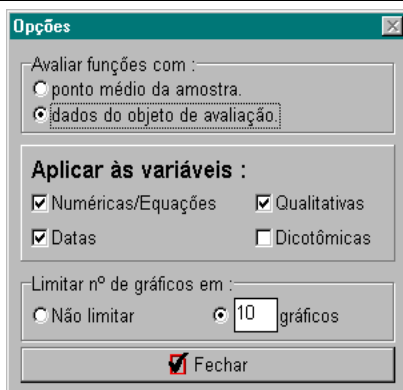 Opções
Avaliar funções com :
ponto médio da amostra.
dados do objeto de avaliação.
Aplicar às variáveis :
Numéricas/Equações Qualitativas
Datas Dicotômicas
Limitar nº de gráficos em :
Não limitar 10 gráficos
Fechar